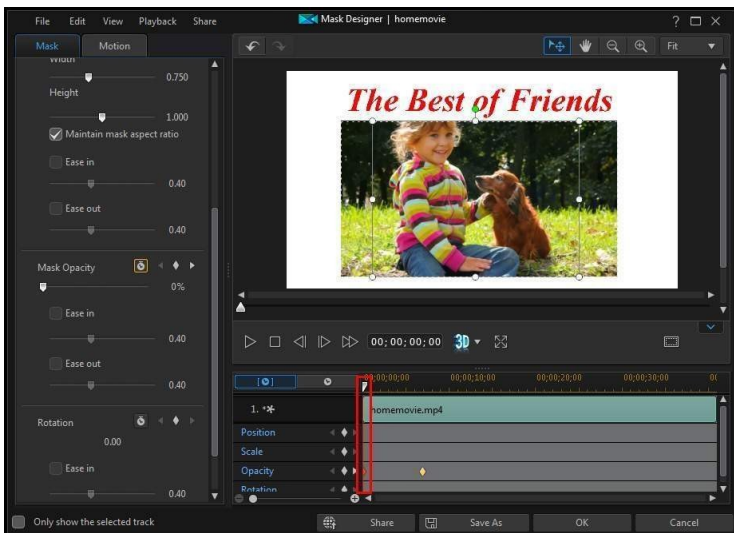 File Edit View Playback Share
Mask Designer | homemovie
?
Mask Motion
Fit
Width
0.750
Height
1.000
Maintain mask aspect ratio
Ease in
0.40
Ease out
0.40
Mask Opacity
0%
Ease in
0.40
Ease out
0.40
Rotation
0.00
Ease in
0.40
The Best of Friends
00;00;00;00
3D
00;00;00;00 00;00;10;00 00;00;20;00 00;00;30;00
1.
homemovie.mp4
Position
Scale
Opacity
Rotation
Only show the selected track
Share Save As OK Cancel